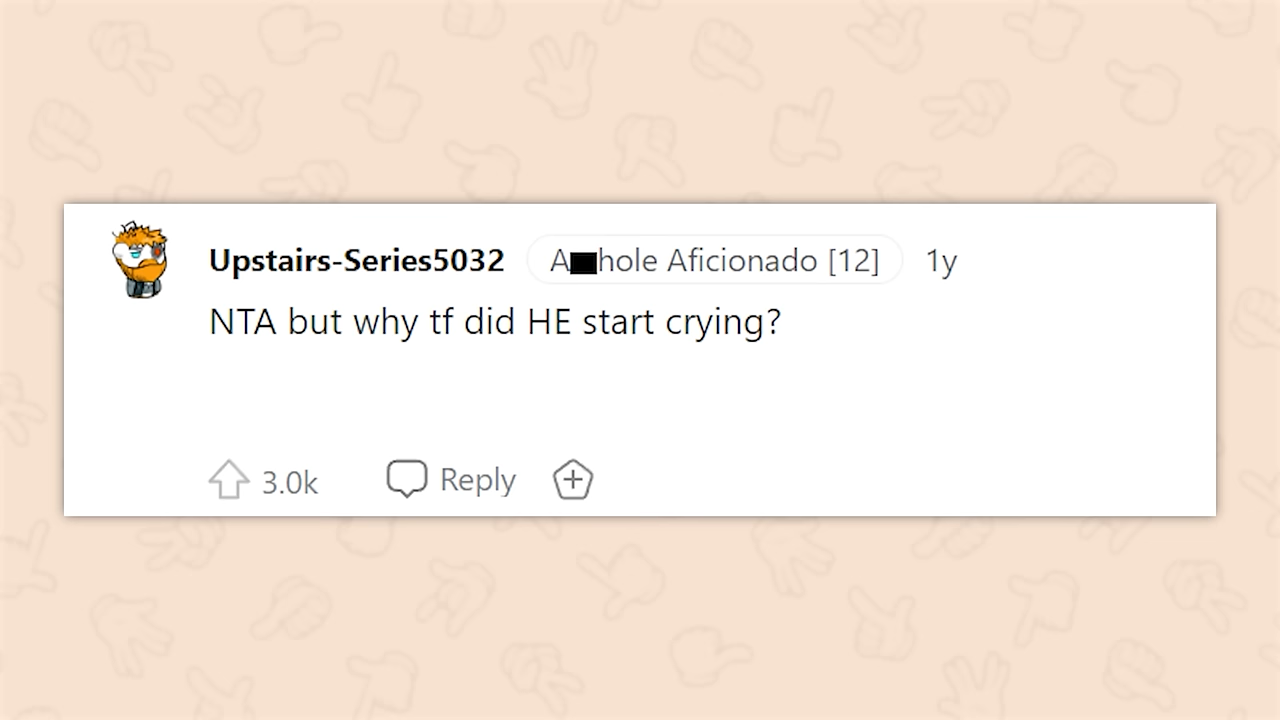 Upstairs-Series5032 A■hole Aficionado [12] 1y
NTA but why tf did HE start crying?
3.0k Reply